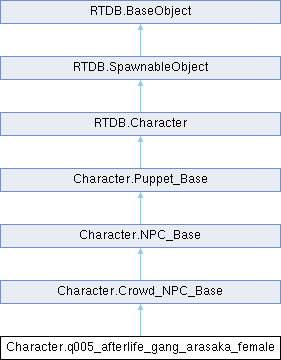 RTDB.BaseObject
RTDB.SpawnableObject
RTDB.Character
Character.Puppet_Base
Character.NPC_Base
Character.Crowd_NPC_Base
Character.q005_afterlife_gang_arasaka_female